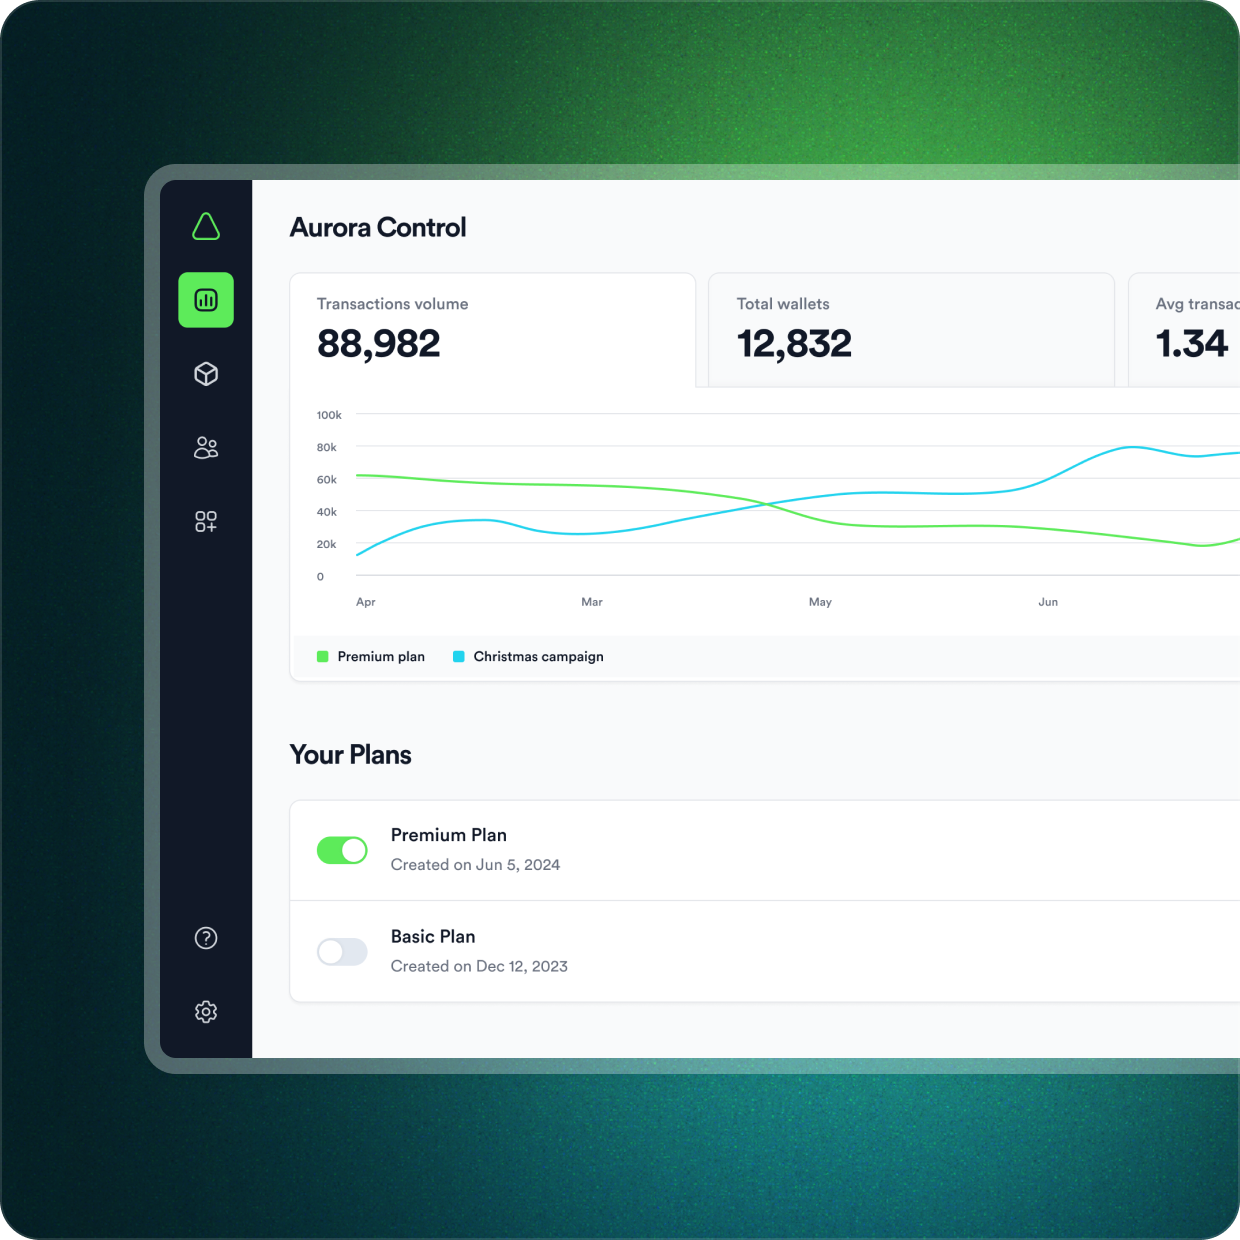 Aurora Control
Transactions volume
88,982
Total wallets
12,832
Avg
1.34
100k
80k
60k
40k
20k
0
Apr
Mar
May
Jun
Premium plan
Christmas campaign
Your Plans
Premium Plan
Created on Jun 5, 2024
Basic Plan
Created on Dec 12, 2023